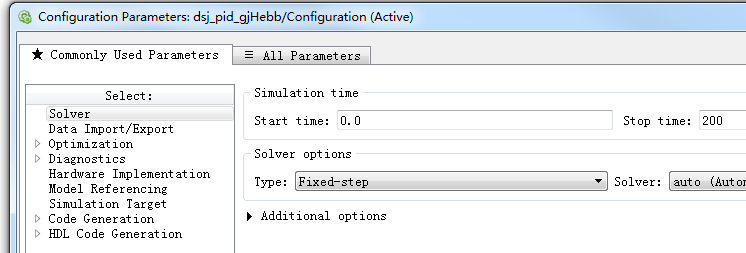 Configuration Parameters: dsj_pid_gjHebb/Configuration (Active)
★ Commonly Used Parameters
≡ All Parameters
Select:
Solver
Data Import/Export
Optimization
Diagnostics
Hardware Implementation
Model Referencing
Simulation Target
Code Generation
HDL Code Generation
Simulation time
Start time: 0.0
Stop time: 200
Solver options
Type: Fixed-step
Solver: auto (Auto
Additional options